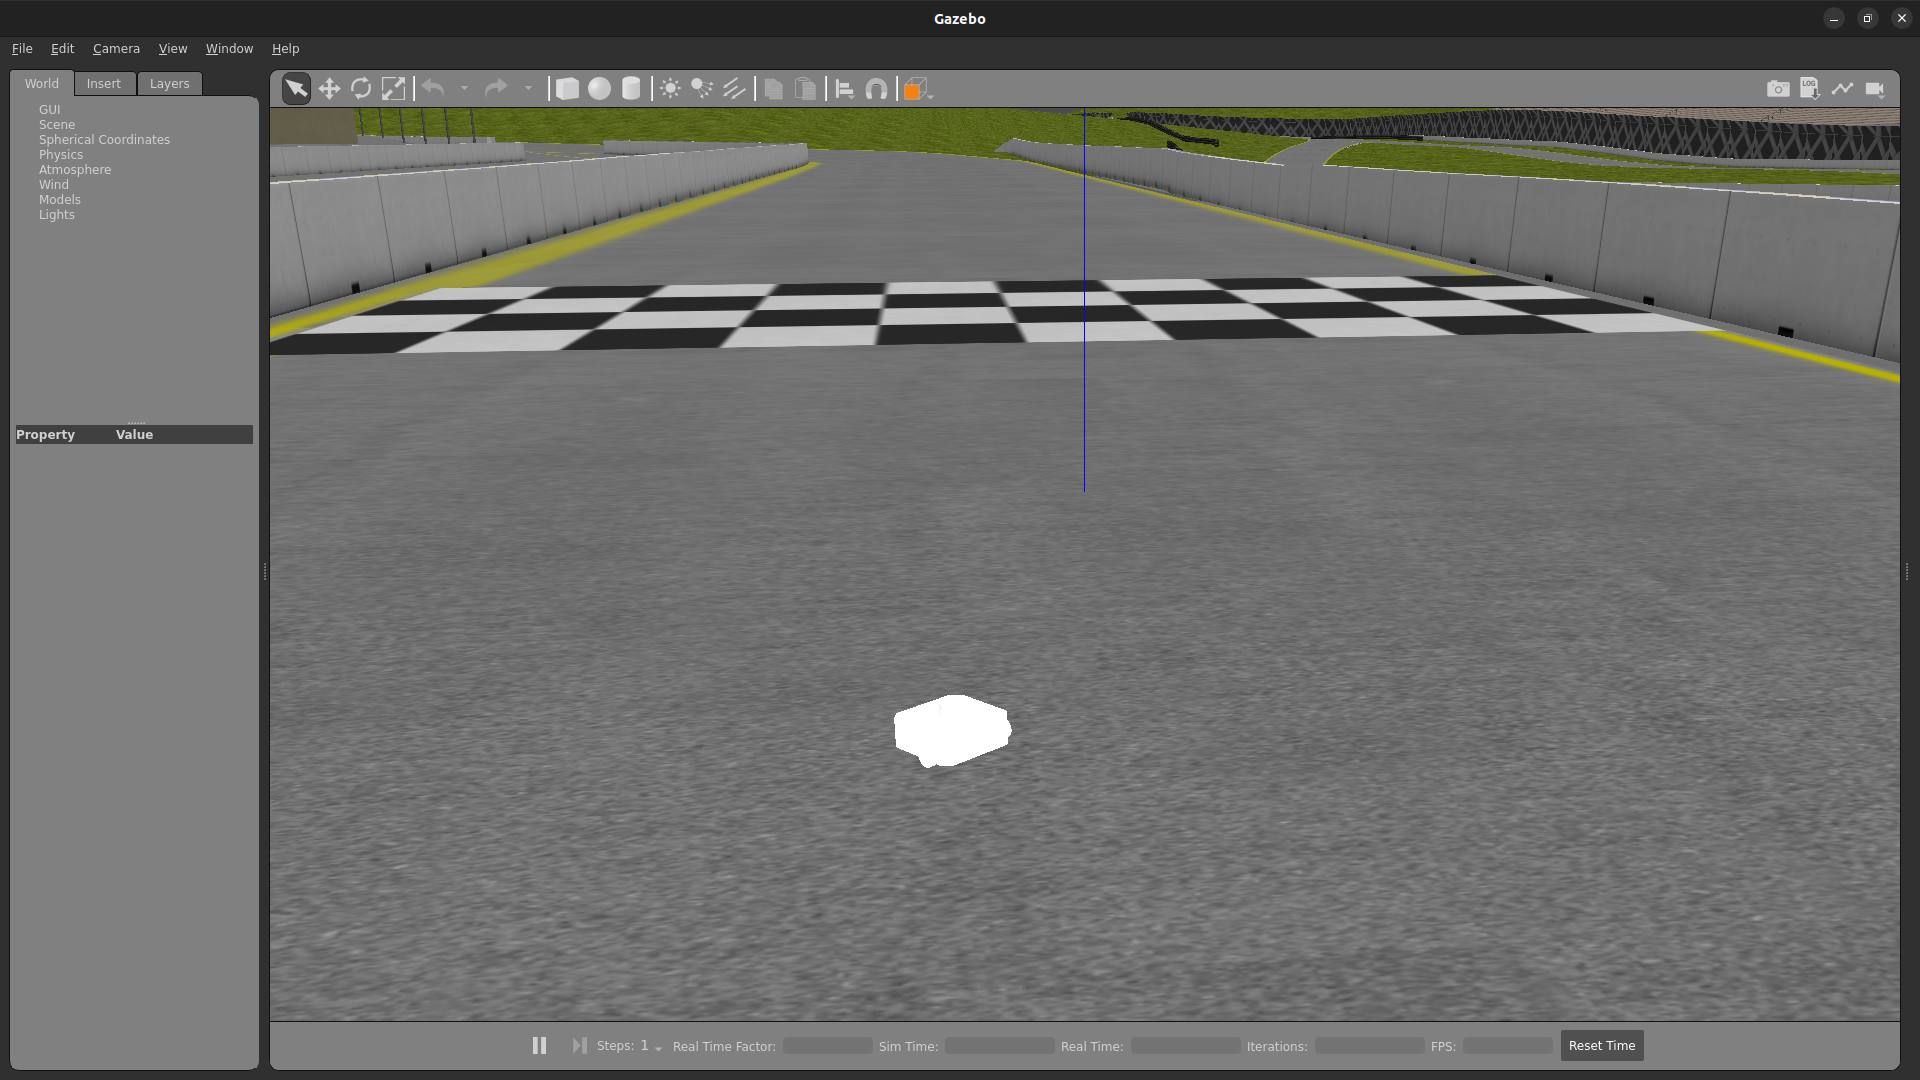 Gazebo
File Edit Camera View Window Help
World Insert Layers
LOG
GUI
Scene
Spherical Coordinates
Physics
Atmosphere
Wind
Models
Lights
Property Value
Steps: 1 Real Time Factor: Sim Time: Real Time: Iterations: FPS: Reset Time